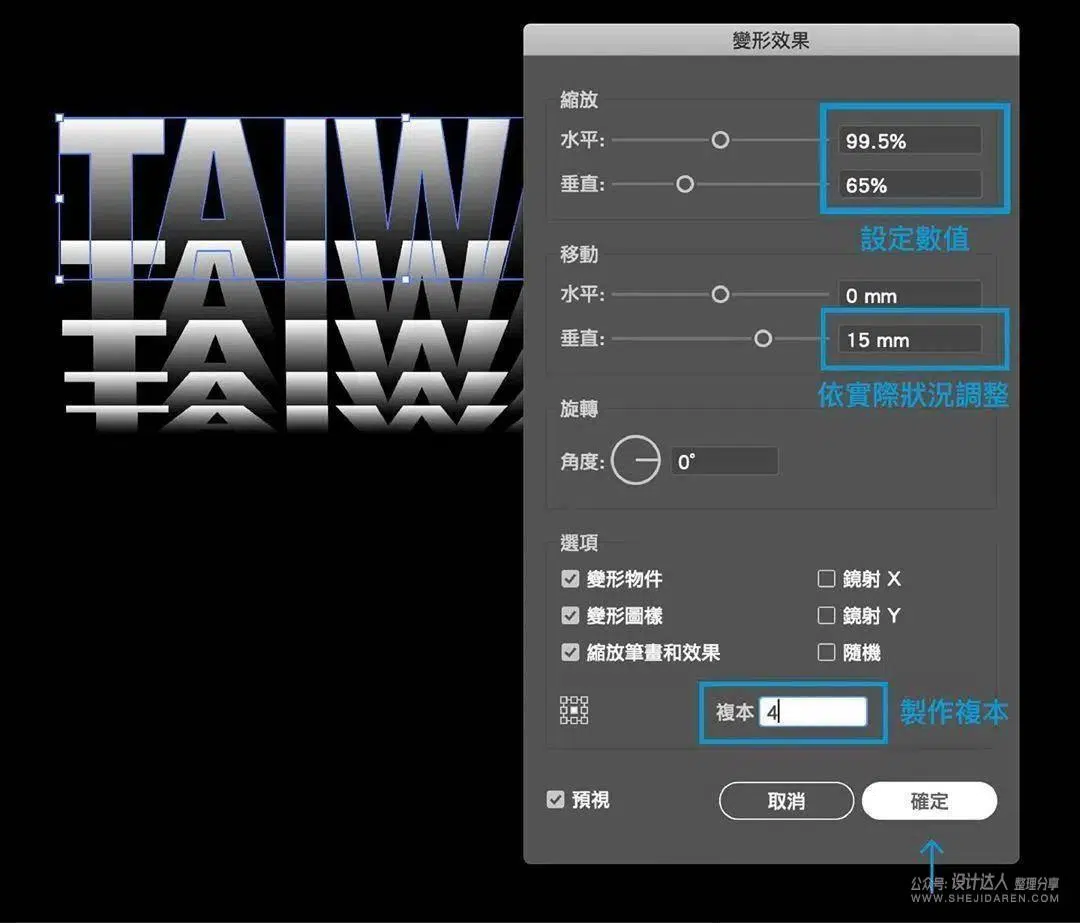 變形效果
縮放
水平: 99.5%
垂直: 65%
設定數值
移動
水平: 0 mm
垂直: 15 mm
依實際狀況調整
旋轉
角度: 0°
選項
變形物件 鏡射 X
變形圖樣 鏡射 Y
縮放筆畫和效果 隨機
複本 4 製作複本
預視 取消 確定
TAIWA
TAIWA
TAIWA
TAIWA
TAIWA
公众号: 设计达人 整理分享
WWW.SHEJIDAREN.COM